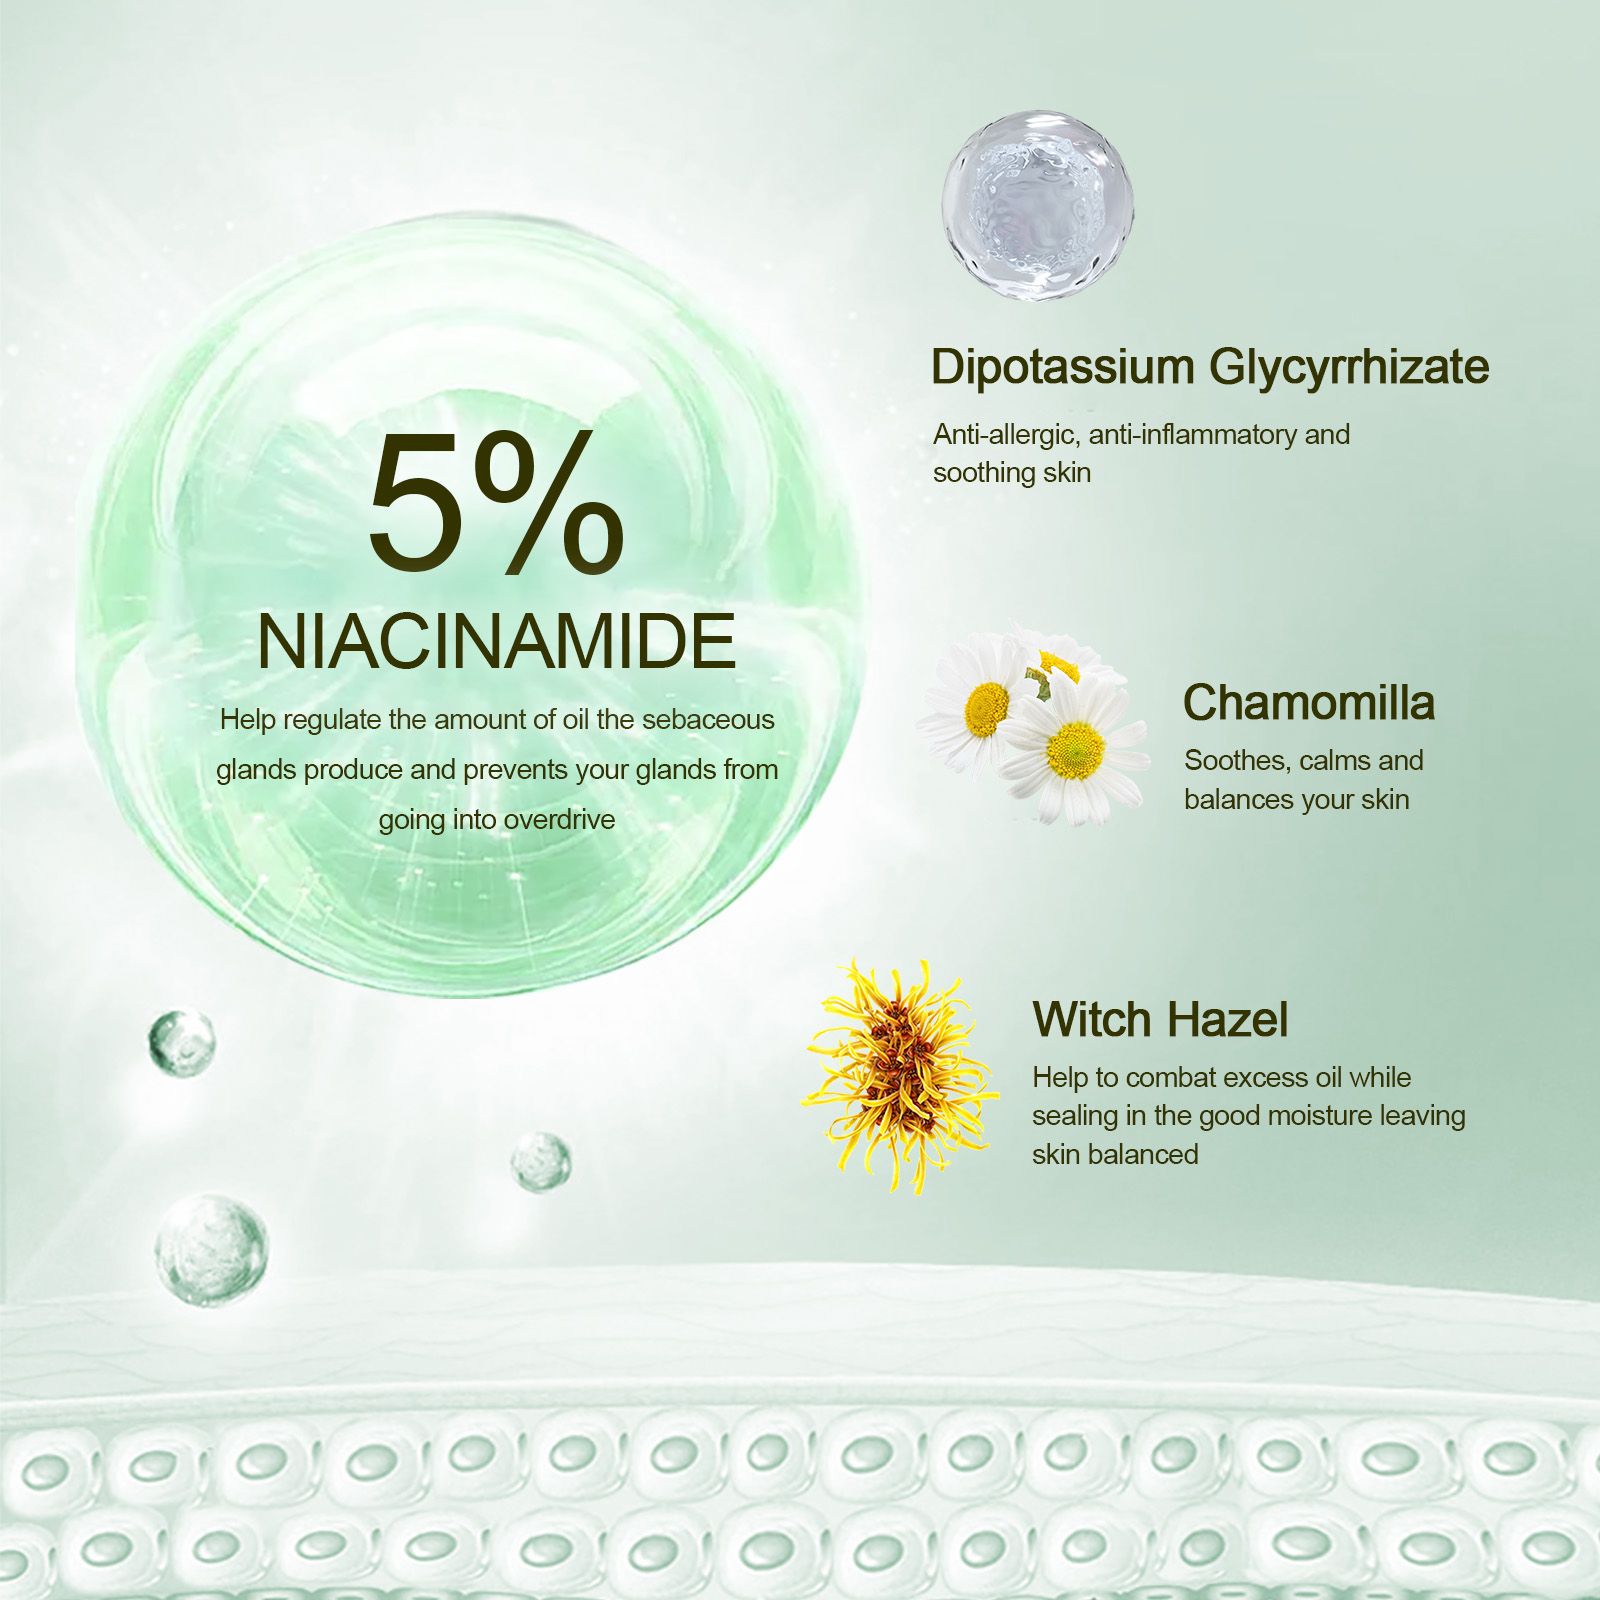 5%
NIACINAMIDE
Help regulate the amount of oil the sebaceous
glands produce and prevents your glands from
going into overdrive
Dipotassium Glycyrrhizate
Anti-allergic, anti-inflammatory and
soothing skin
Chamomilla
Soothes, calms and
balances your skin
Witch Hazel
Help to combat excess oil while
sealing in the good moisture leaving
skin balanced